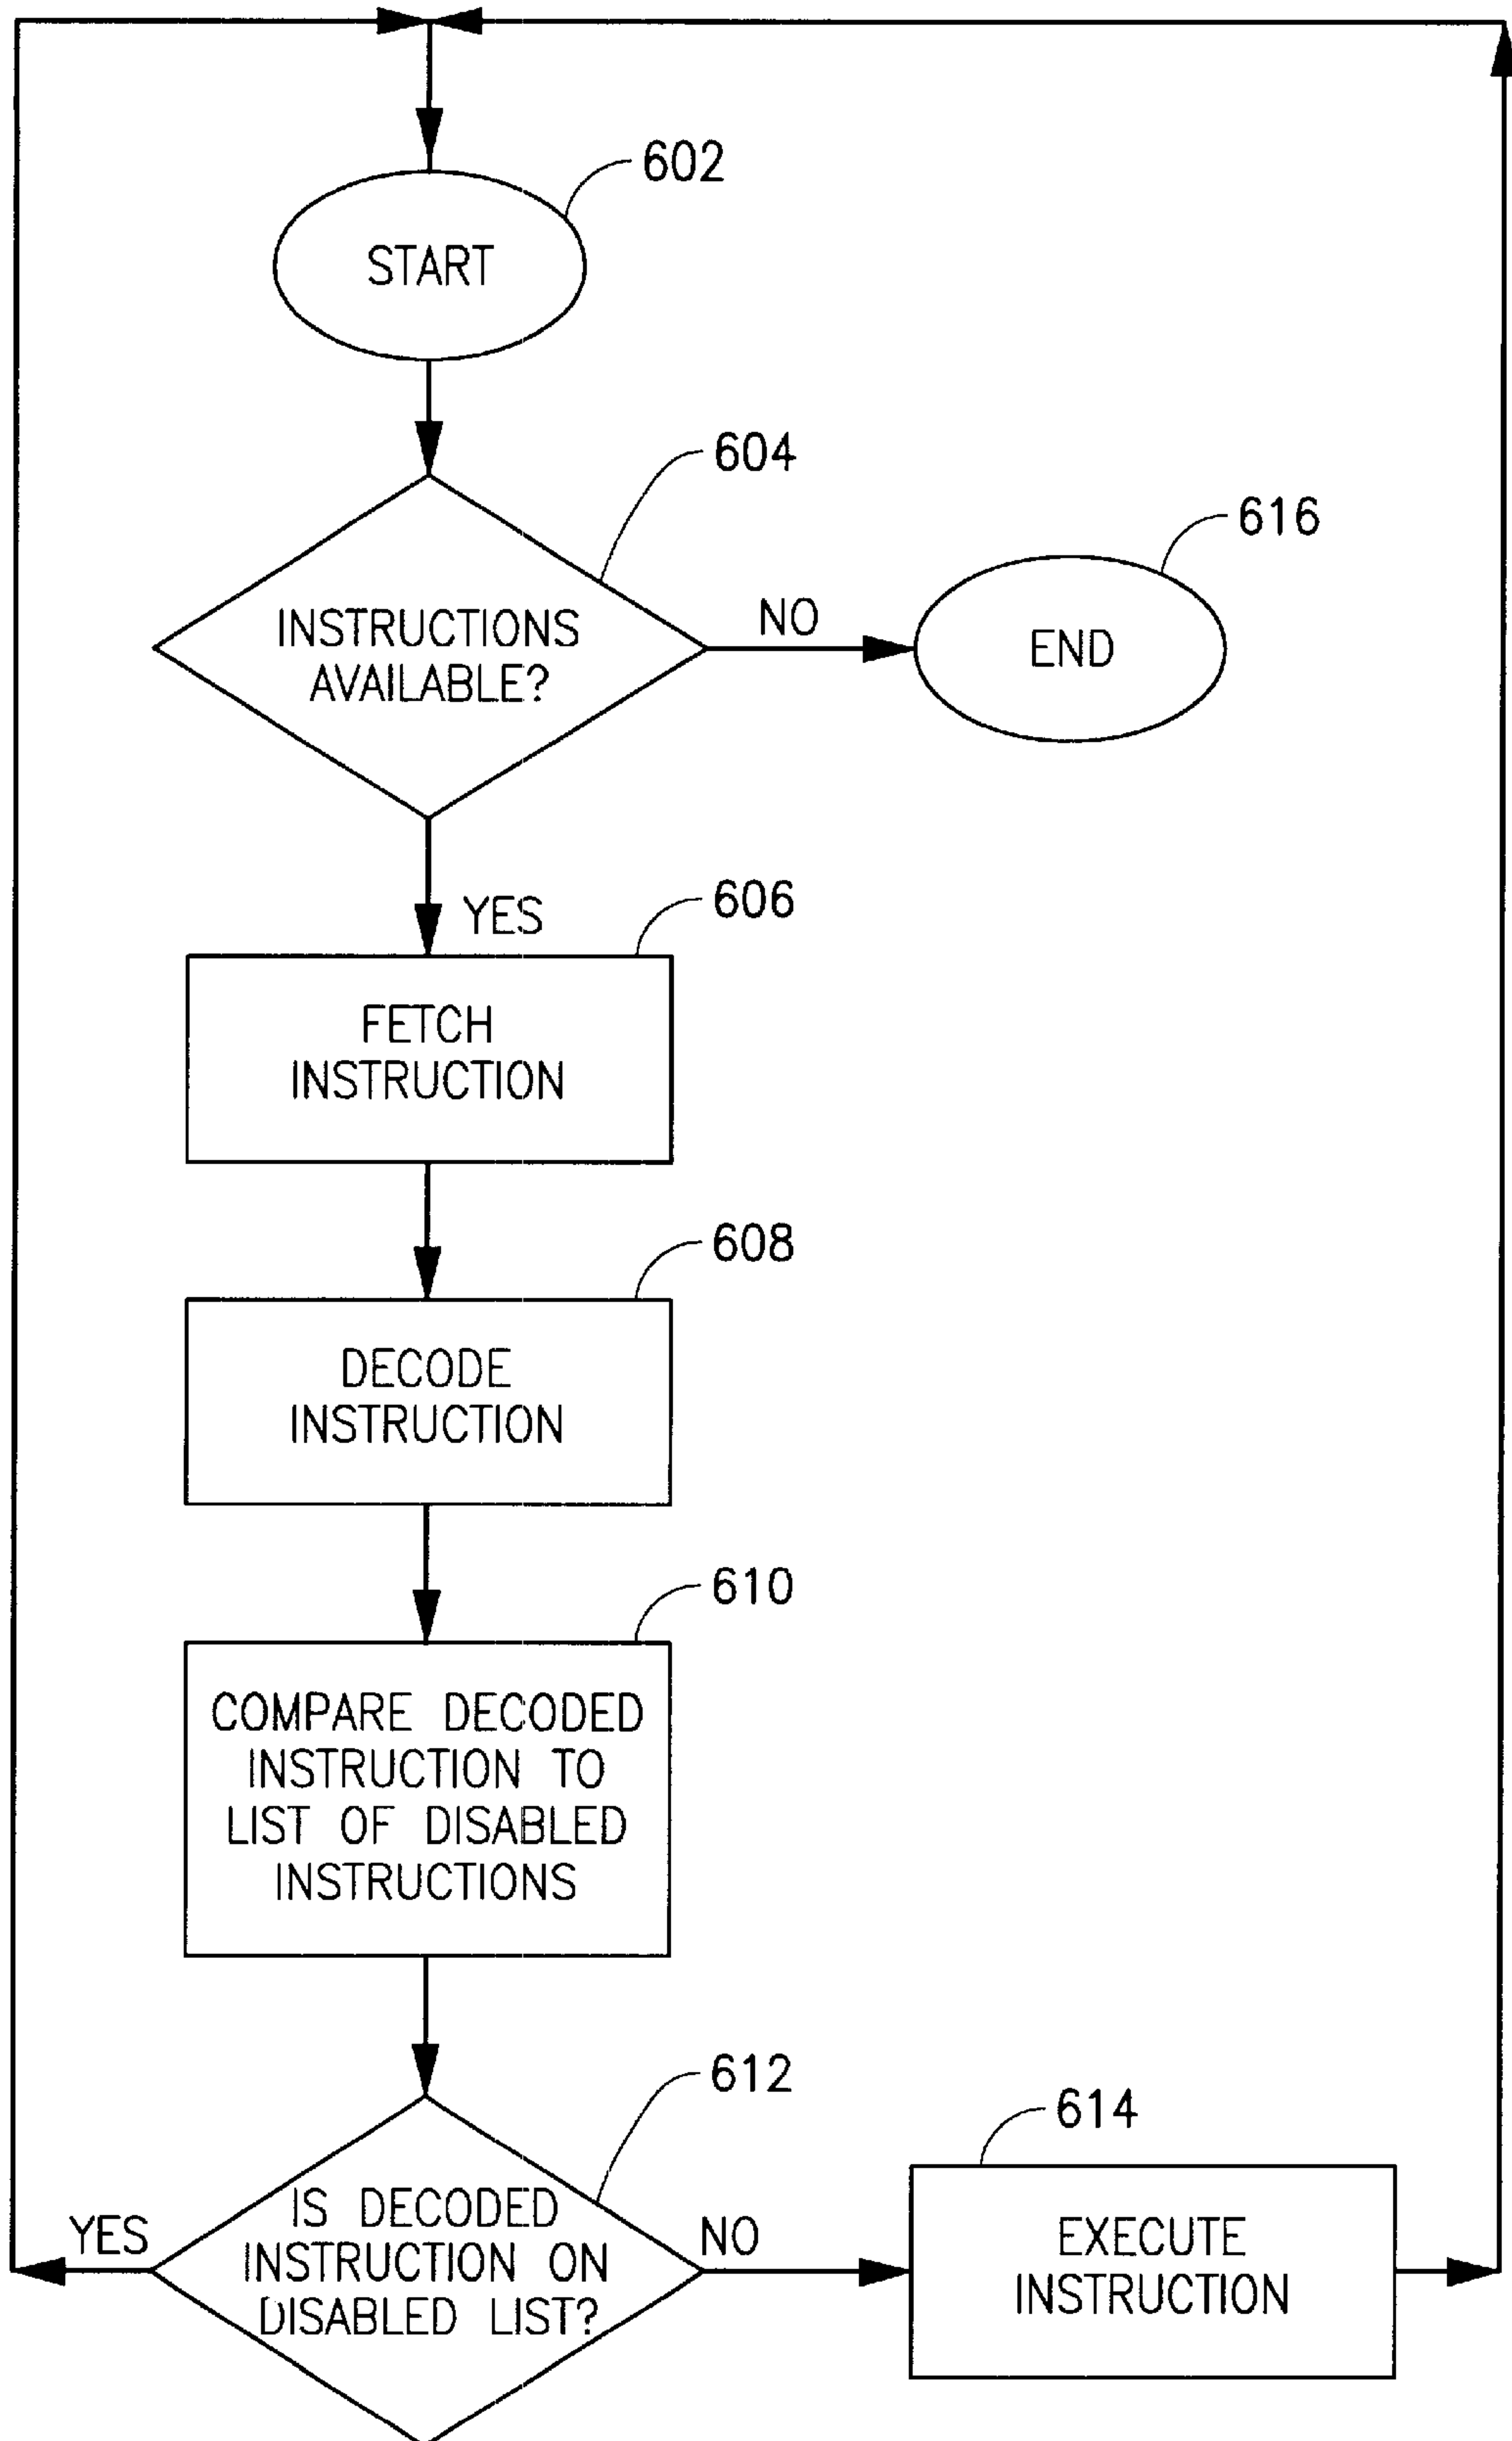 602
START
604
INSTRUCTIONS
AVAILABLE?
NO
616
END
YES
606
FETCH
INSTRUCTION
608
DECODE
INSTRUCTION
610
COMPARE DECODED
INSTRUCTION TO
LIST OF DISABLED
INSTRUCTIONS
612
YES
IS DECODED
INSTRUCTION ON
DISABLED LIST?
NO
614
EXECUTE
INSTRUCTION